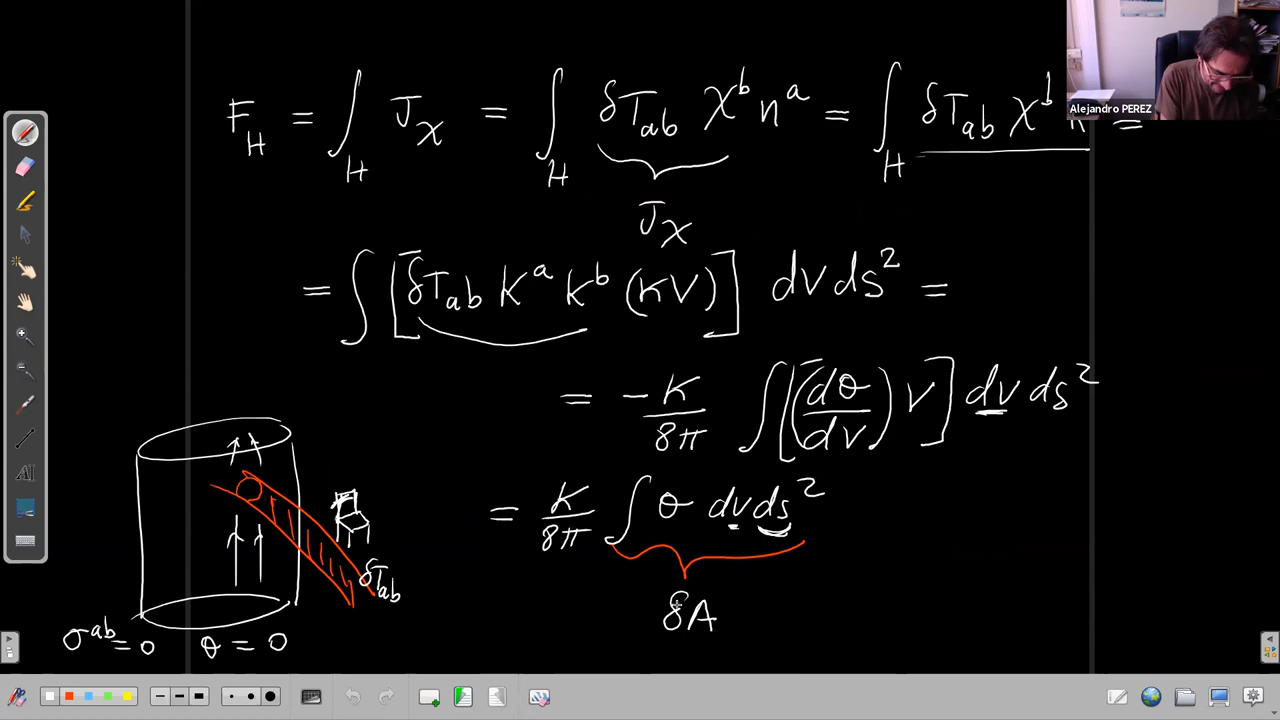 Alejandro PEREZ
F_H = ∫_H J_χ = ∫_H δT_ab χ^b n^a = ∫_H δT_ab χ^b k =
J_χ
= ∫ [δT_ab k^a k^b (κV)] dv ds² =
= -κ/8π ∫ [(dθ/dv) V] dv ds²
= κ/8π ∫ θ dv ds²
δA
δT_ab
σ^ab = 0 θ = 0
AI